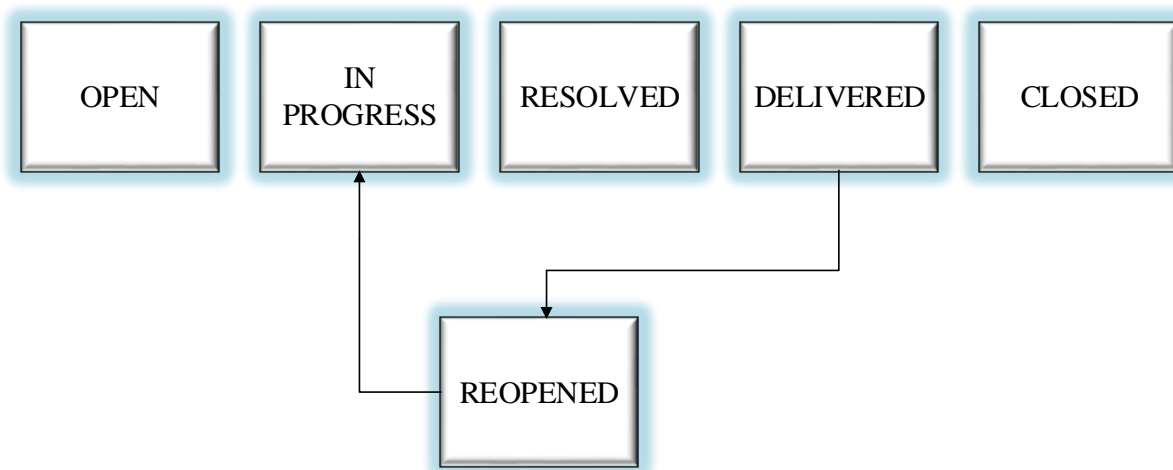 OPEN
IN
PROGRESS
RESOLVED
DELIVERED
CLOSED
REOPENED